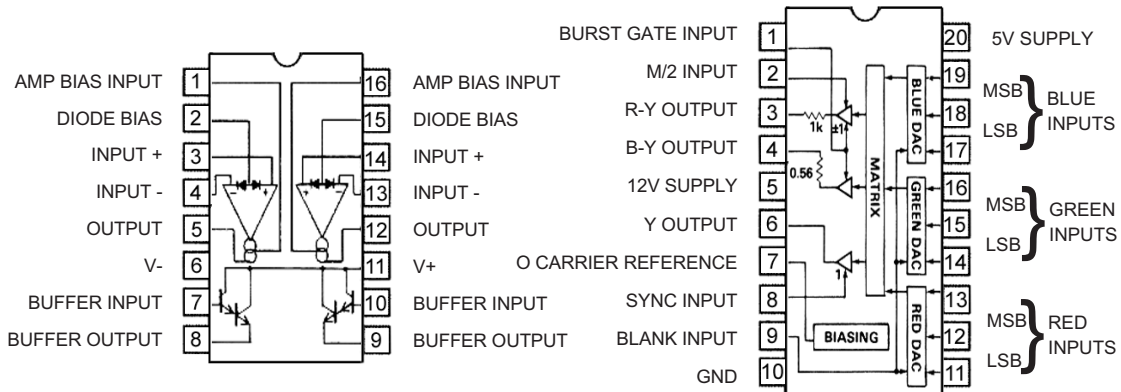 AMP BIAS INPUT 1 16 AMP BIAS INPUT
DIODE BIAS 2 15 DIODE BIAS
INPUT + 3 14 INPUT +
INPUT - 4 13 INPUT -
OUTPUT 5 12 OUTPUT
V- 6 11 V+
BUFFER INPUT 7 10 BUFFER INPUT
BUFFER OUTPUT 8 9 BUFFER OUTPUT
BURST GATE INPUT 1 20 5V SUPPLY
M/2 INPUT 2 19 MSB
R-Y OUTPUT 3 1k ±1 18 BLUE INPUTS
B-Y OUTPUT 4 17 LSB
0.56
12V SUPPLY 5 16 MSB
Y OUTPUT 6 15 GREEN INPUTS
O CARRIER REFERENCE 7 1 14 LSB
SYNC INPUT 8 13 MSB
BLANK INPUT 9 BIASING 12 RED INPUTS
GND 10 11 LSB
MATRIX
BLUE DAC
GREEN DAC
RED DAC